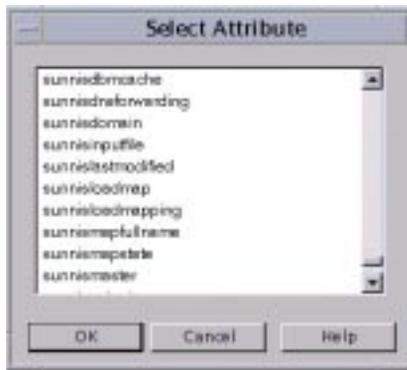 Select Attribute
sunnisdbmcache
sunnisdnsforwarding
sunnisdomain
sunnisinputfile
sunnislastmodified
sunnisloadmap
sunnisloadmapping
sunnismapfullname
sunnismapstate
sunnismaster
OK Cancel Help